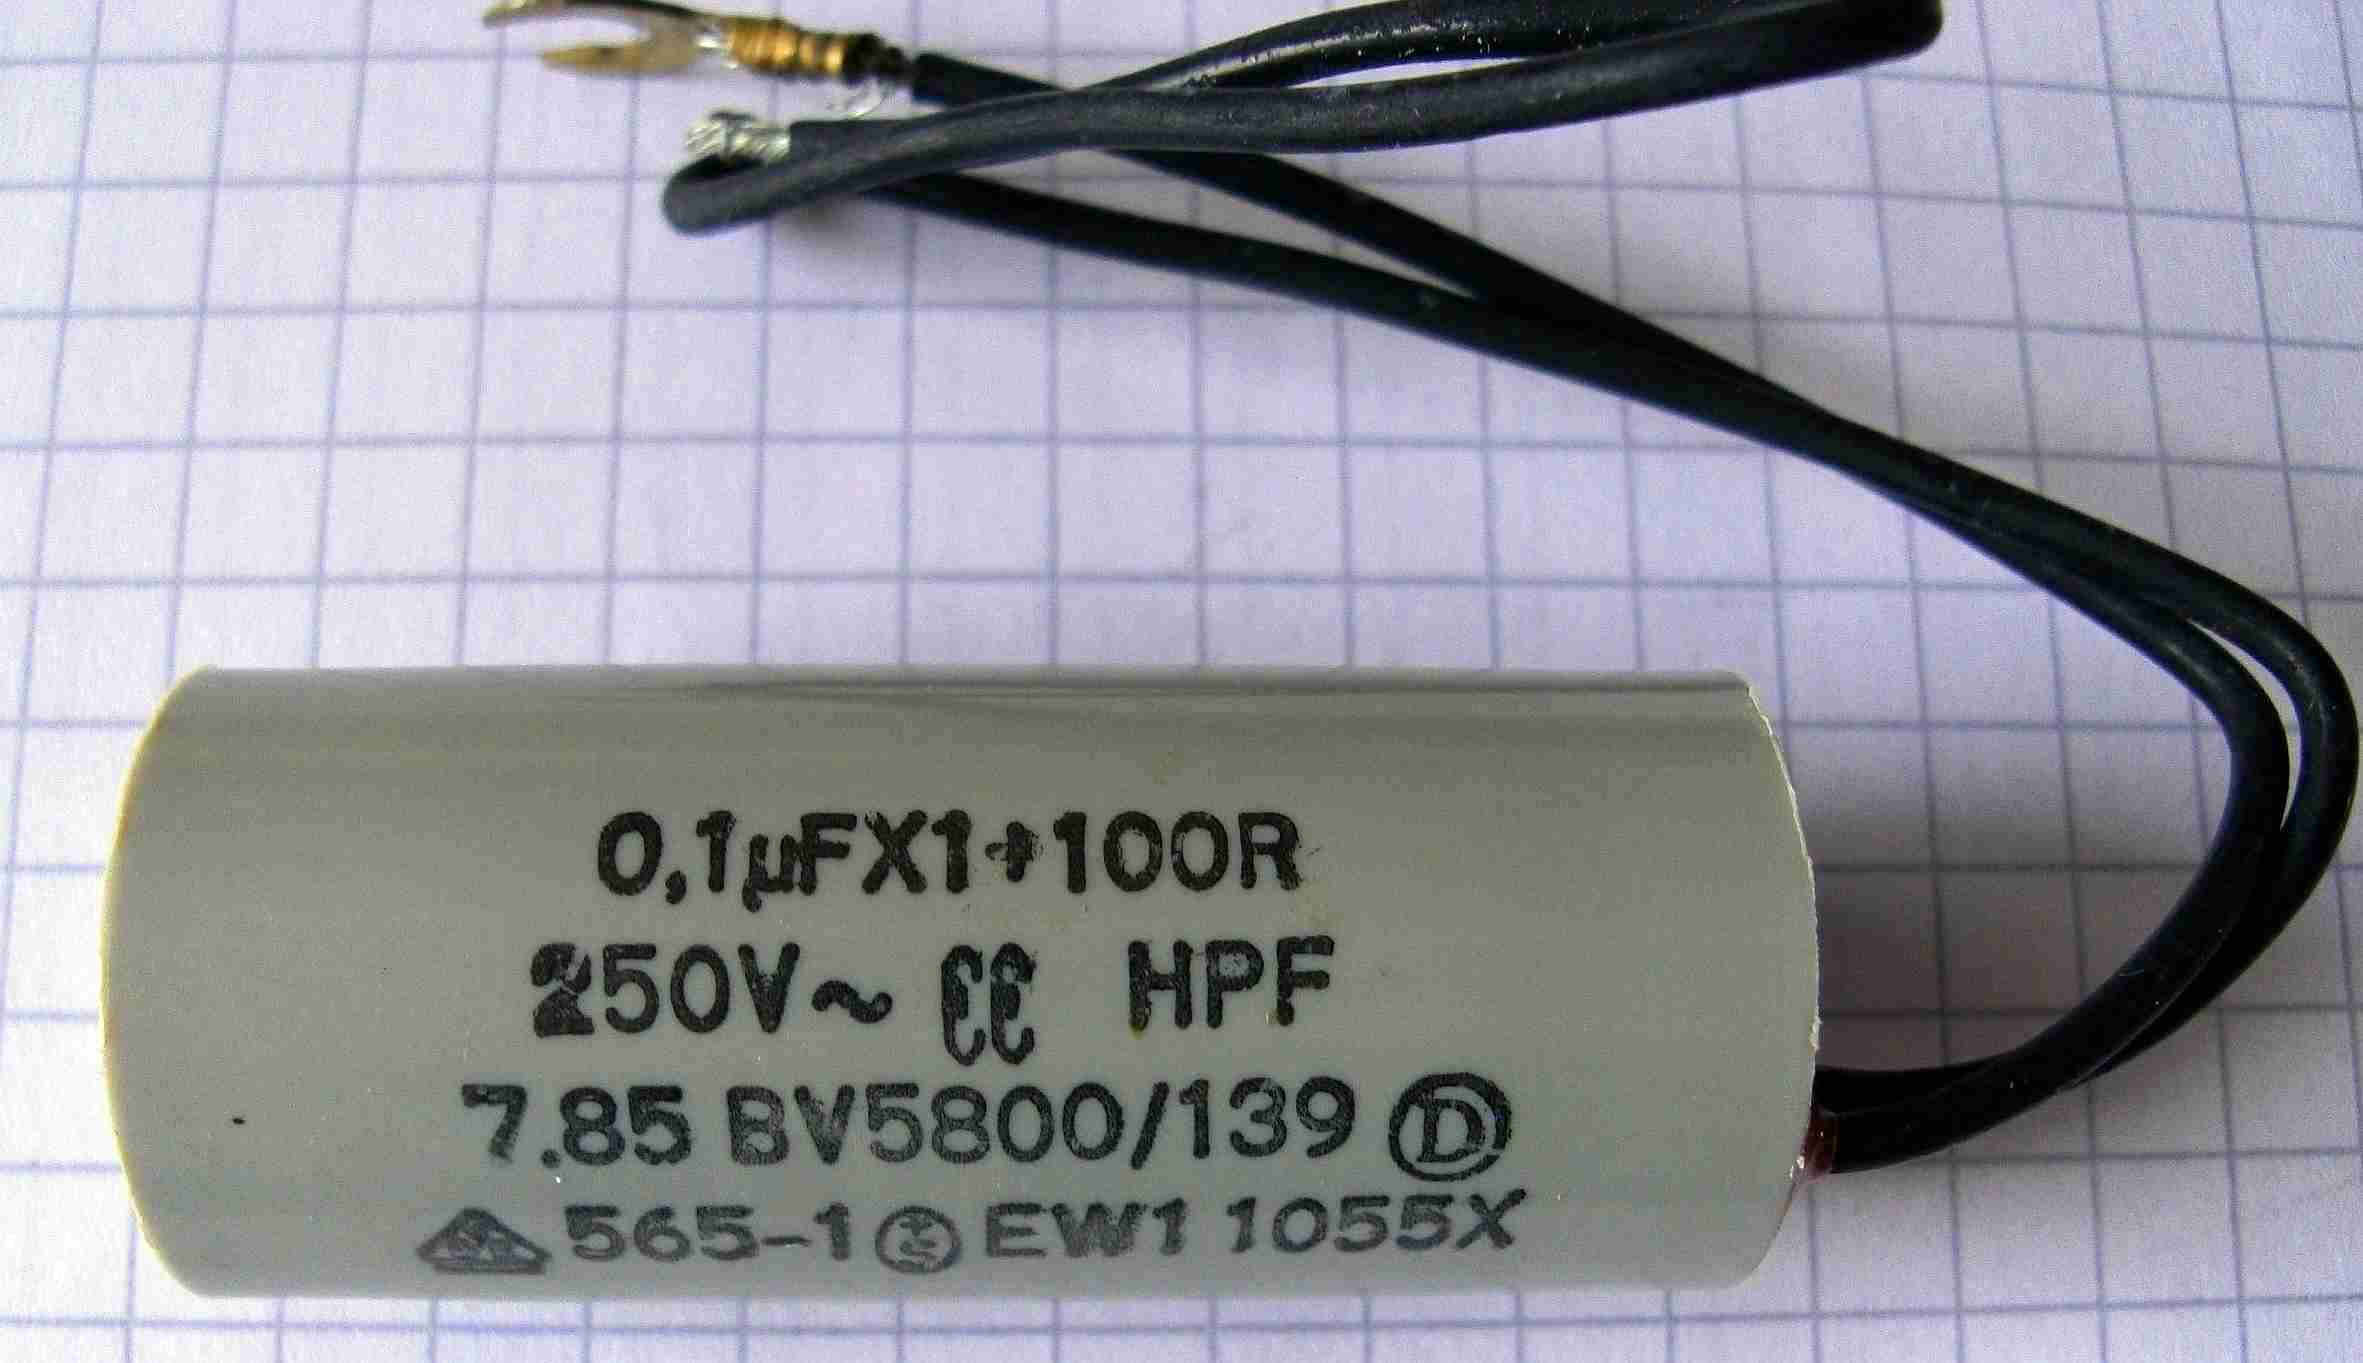 0,1µFX1+100R
250V~ HPF
7.85 BV5800/139 D
565-1 EW1 1055X